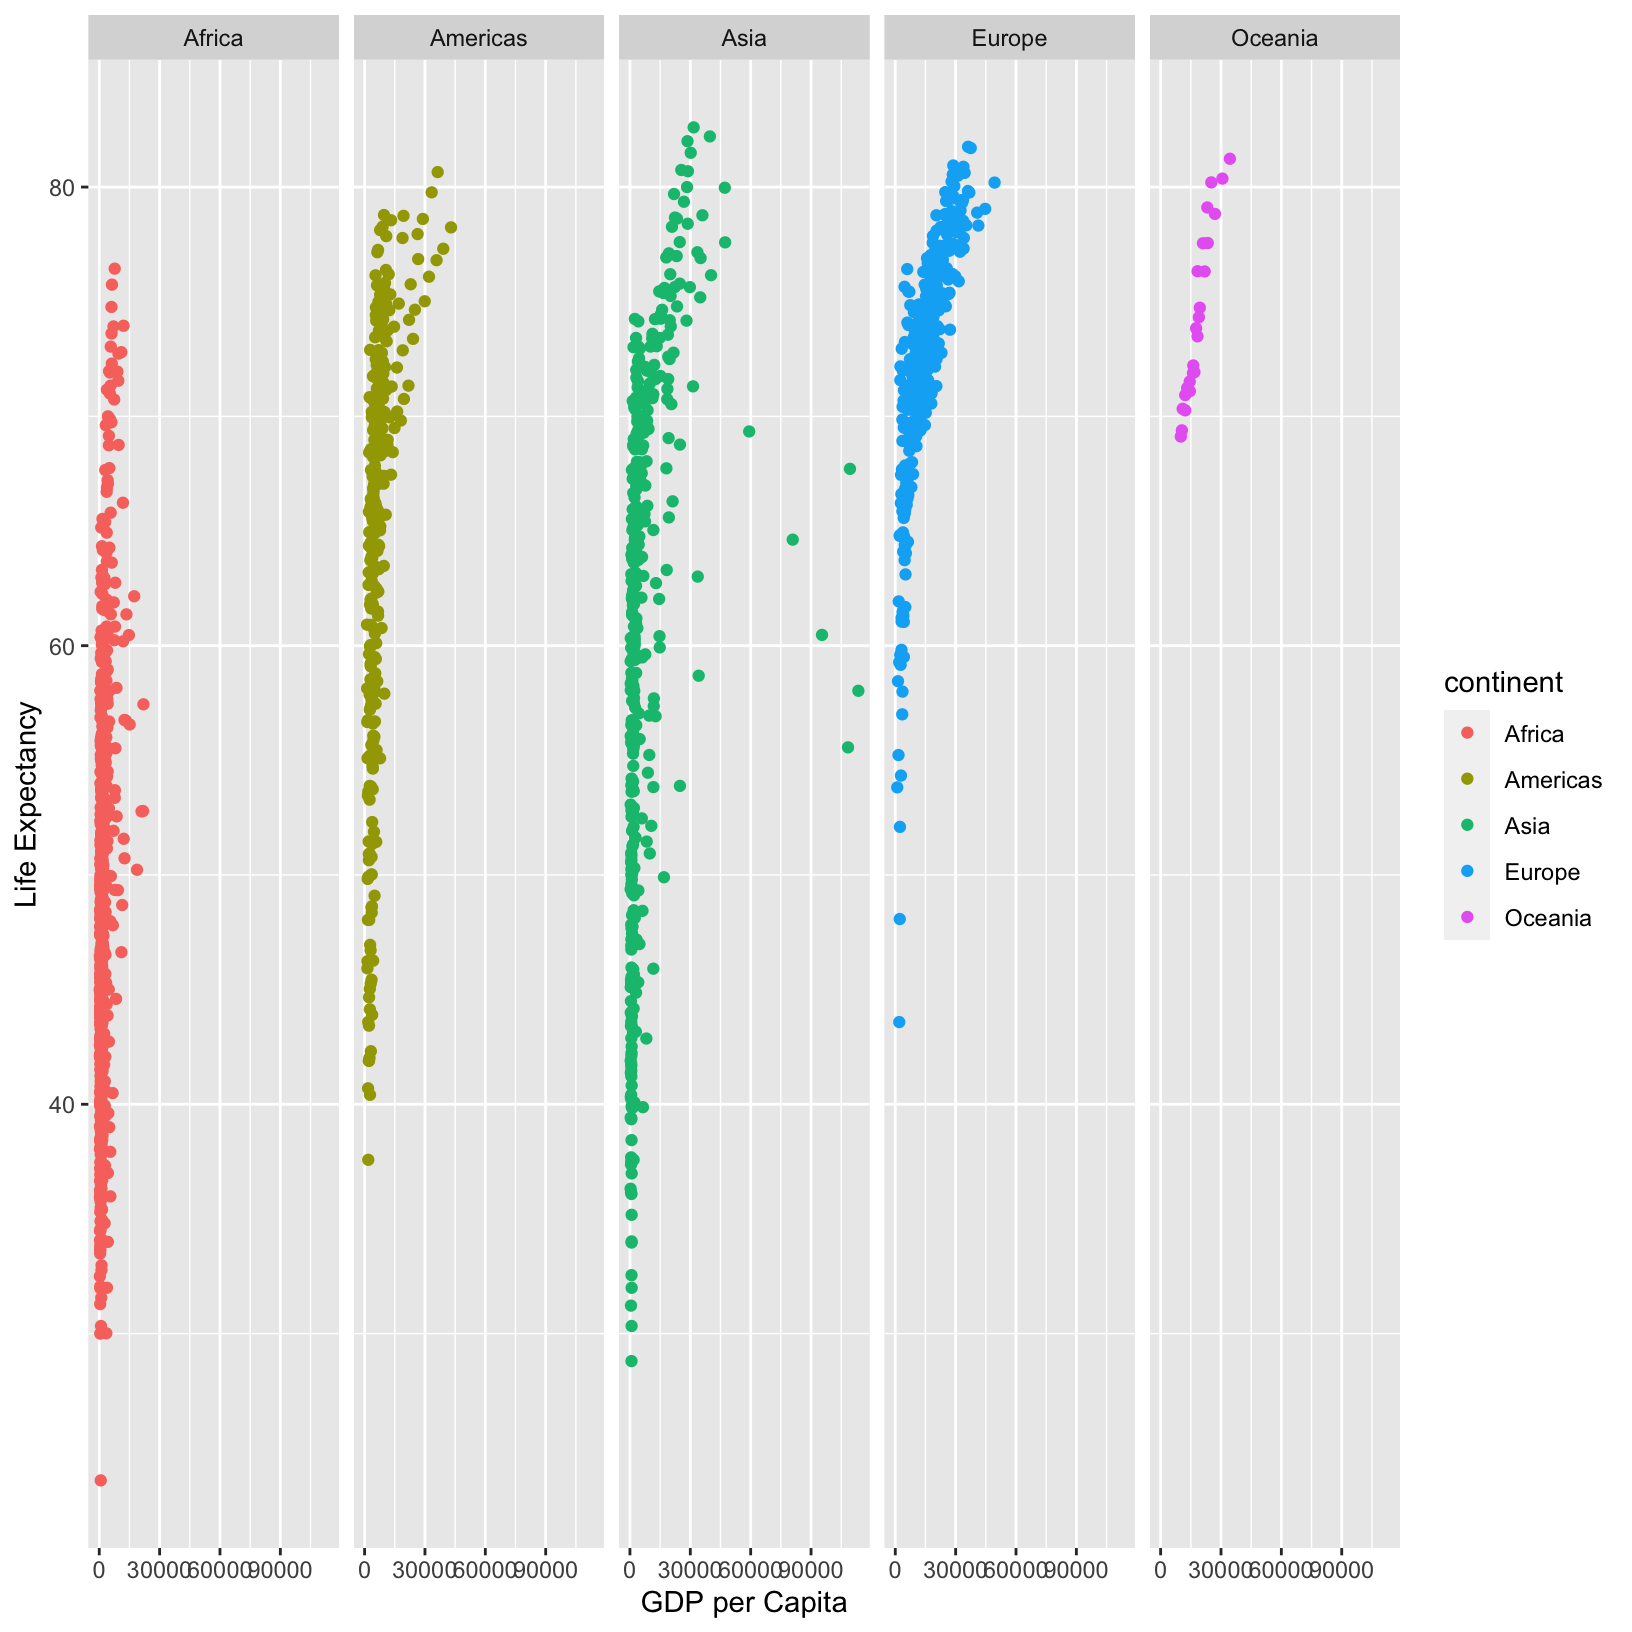 Africa Americas Asia Europe Oceania
80
60
40
Life Expectancy
0 30000 60000 90000 0 30000 60000 90000 0 30000 60000 90000 0 30000 60000 90000 0 30000 60000 90000
GDP per Capita
continent
Africa
Americas
Asia
Europe
Oceania